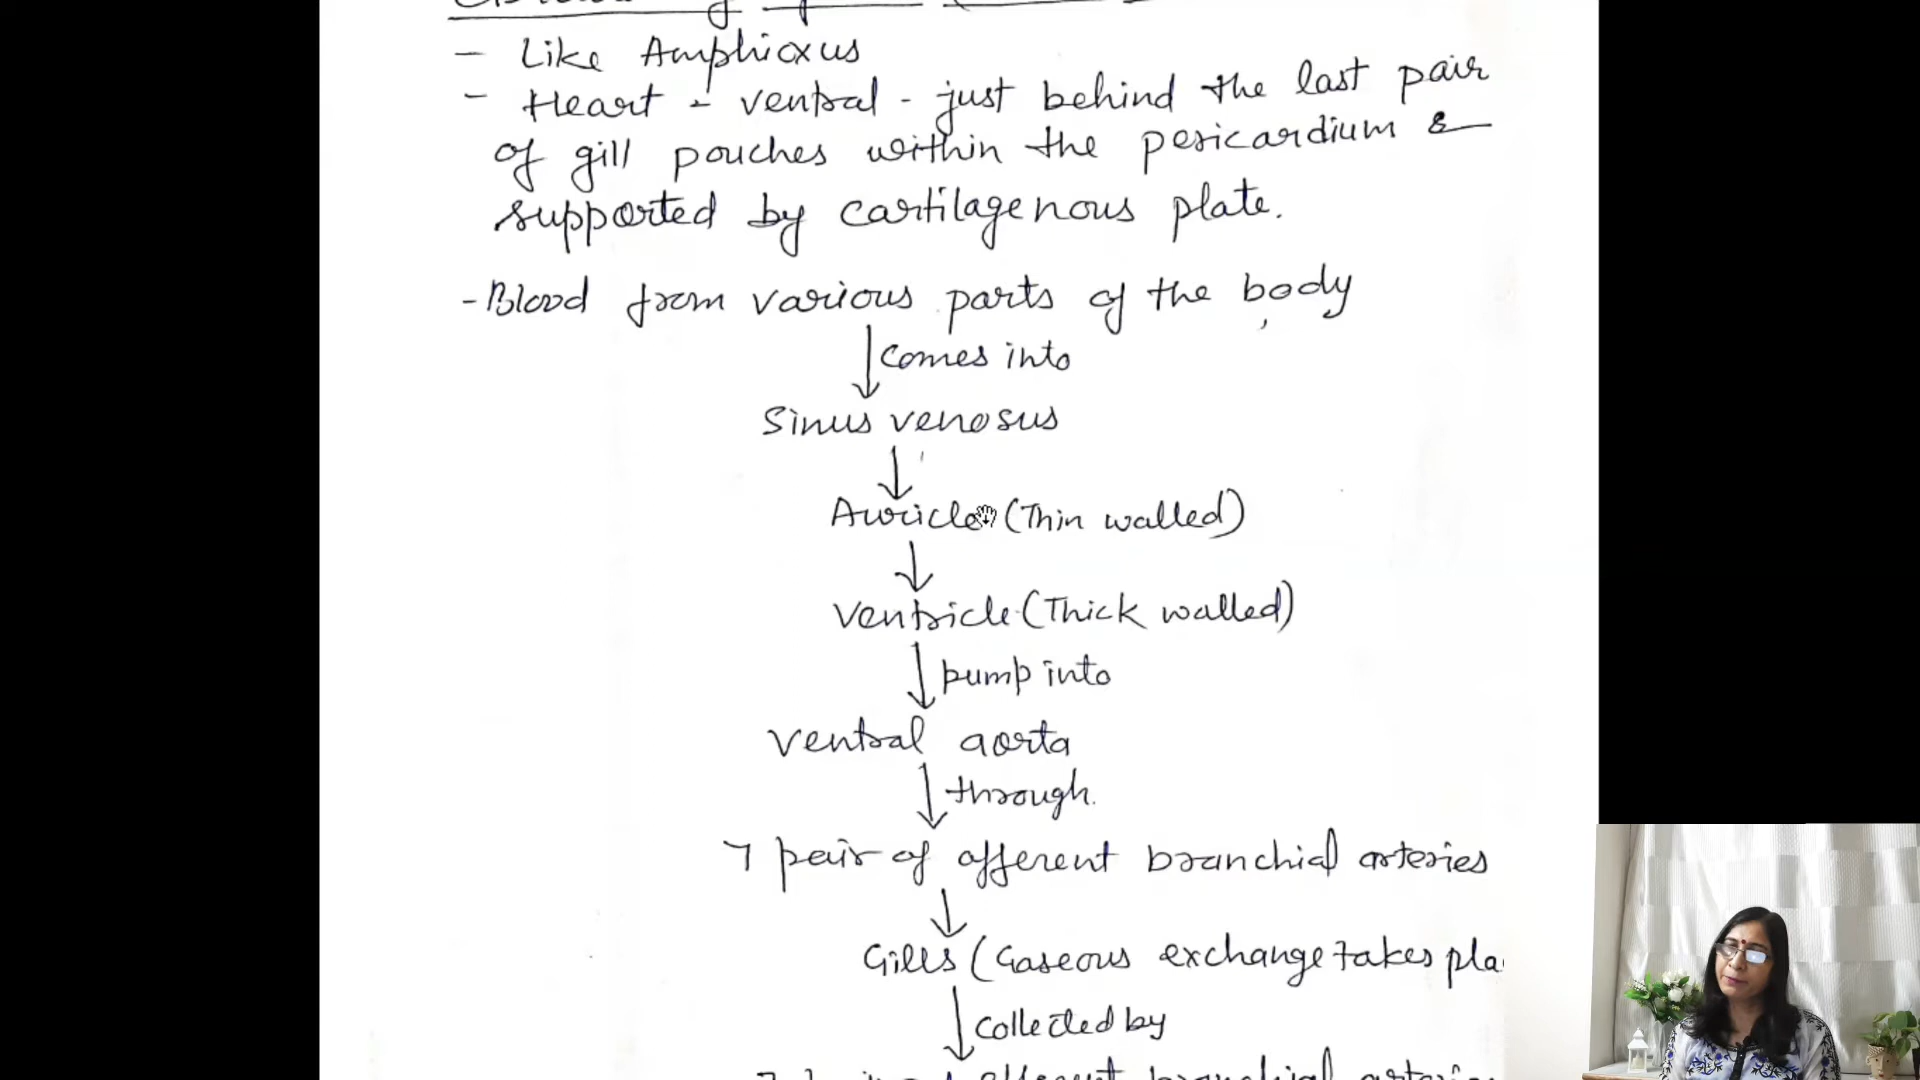 - Like Amphioxus
- Heart - ventral - just behind the last pair
of gill pouches within the pericardium &
supported by cartilagenous plate.
- Blood from various parts of the body
comes into
Sinus venosus
Auricle (Thin walled)
Ventricle (Thick walled)
pump into
Ventral aorta
through.
7 pair of afferent branchial arteries
Gills (Gaseous exchange takes pla
collected by